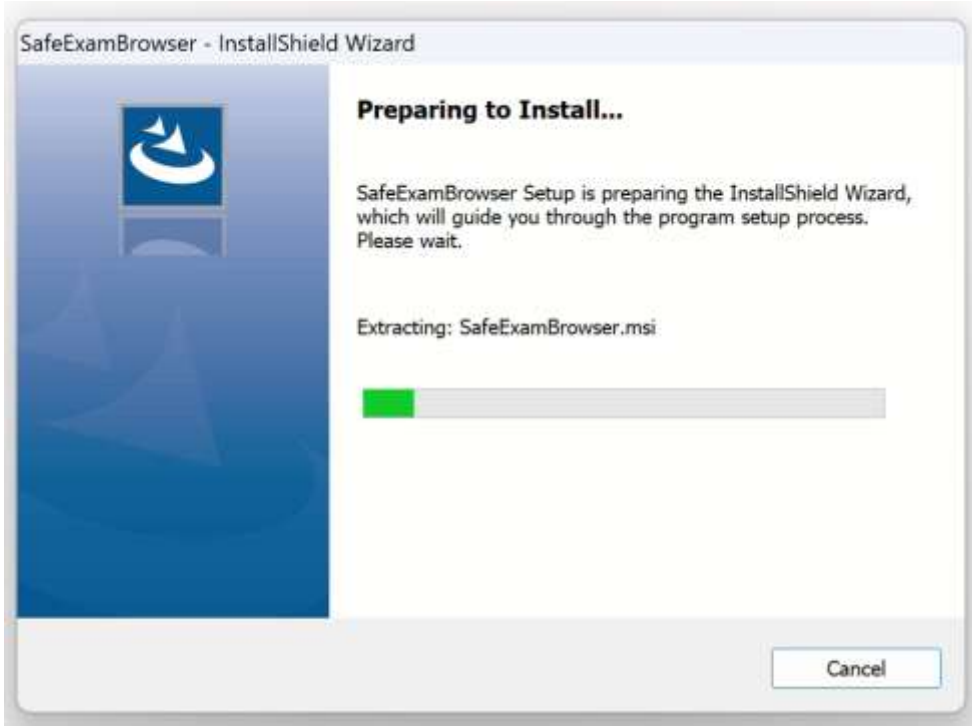 SafeExamBrowser - InstallShield Wizard
Preparing to Install...
SafeExamBrowser Setup is preparing the InstallShield Wizard,
which will guide you through the program setup process.
Please wait.
Extracting: SafeExamBrowser.msi
Cancel